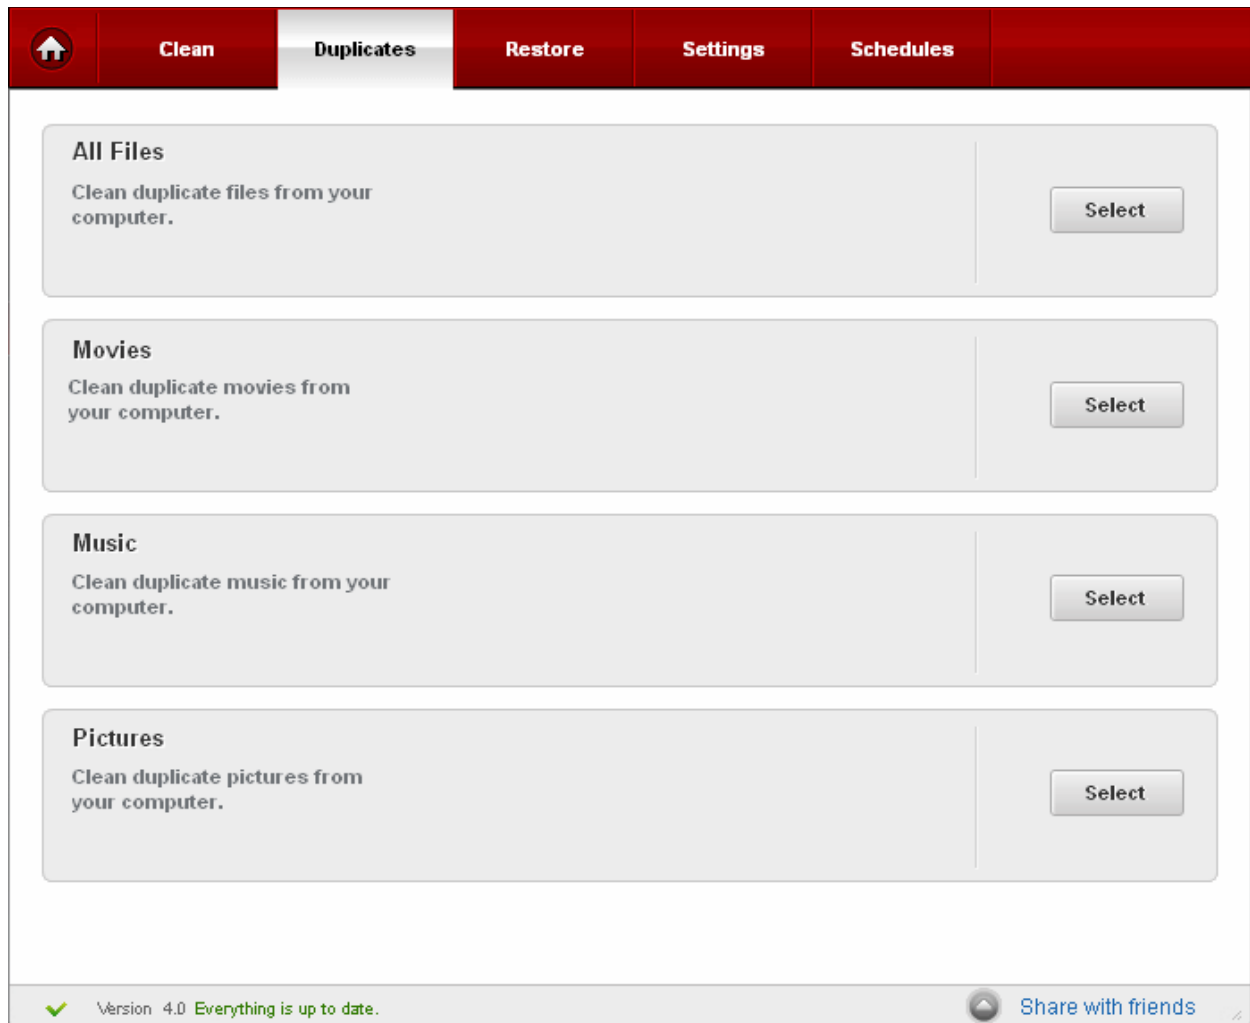 Clean Duplicates Restore Settings Schedules
All Files
Clean duplicate files from your
computer.
Select
Movies
Clean duplicate movies from
your computer.
Select
Music
Clean duplicate music from your
computer.
Select
Pictures
Clean duplicate pictures from
your computer.
Select
Version 4.0 Everything is up to date.
Share with friends